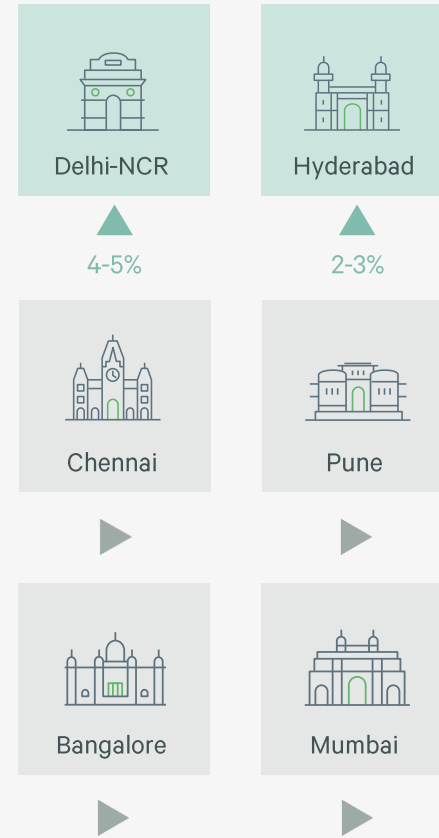 Delhi-NCR
Hyderabad
4-5%
2-3%
Chennai
Pune
Bangalore
Mumbai